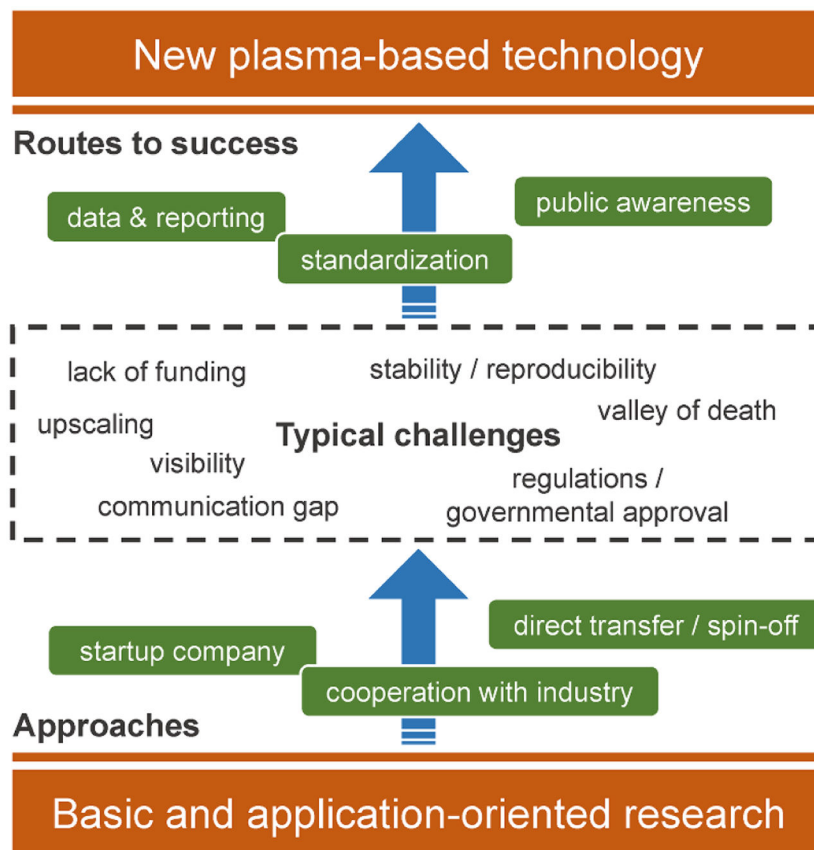 New plasma-based technology
Routes to success
public awareness
data & reporting
standardization
lack of funding
stability / reproducibility
valley of death
upscaling
Typical challenges
visibility
regulations /
governmental approval
communication gap
direct transfer / spin-off
startup company
cooperation with industry
Approaches
Basic and application-oriented research